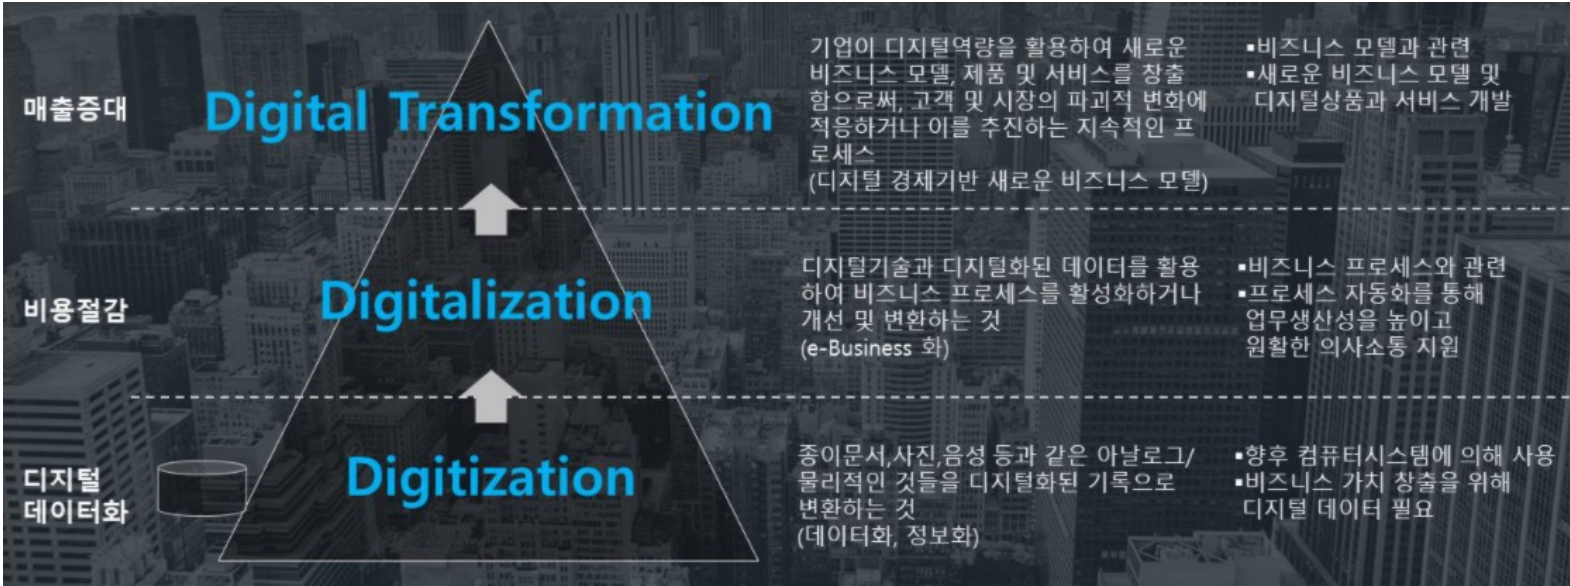 매출증대
Digital Transformation
기업이 디지털역량을 활용하여 새로운
비즈니스 모델, 제품 및 서비스를 창출
함으로써, 고객 및 시장의 파괴적 변화에
적응하거나 이를 추진하는 지속적인 프
로세스
(디지털 경제기반 새로운 비즈니스 모델)
▪비즈니스 모델과 관련
▪새로운 비즈니스 모델 및
디지털상품과 서비스 개발
비용절감
Digitalization
디지털기술과 디지털화된 데이터를 활용
하여 비즈니스 프로세스를 활성화하거나
개선 및 변환하는 것
(e-Business 화)
▪비즈니스 프로세스와 관련
▪프로세스 자동화를 통해
업무생산성을 높이고
원활한 의사소통 지원
디지털
데이터화
Digitization
종이문서,사진,음성 등과 같은 아날로그/
물리적인 것들을 디지털화된 기록으로
변환하는 것
(데이터화, 정보화)
▪향후 컴퓨터시스템에 의해 사용
▪비즈니스 가치 창출을 위해
디지털 데이터 필요